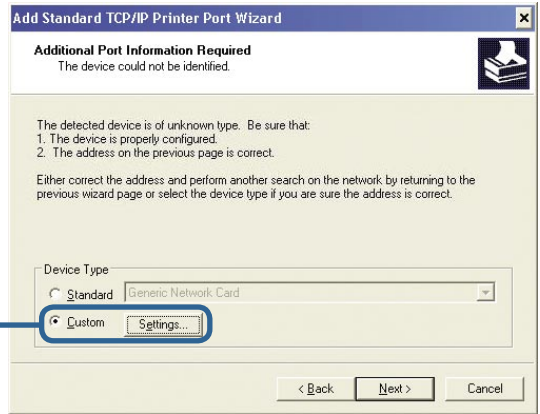 Add Standard TCP/IP Printer Port Wizard
Additional Port Information Required
The device could not be identified.
The detected device is of unknown type. Be sure that:
1. The device is properly configured.
2. The address on the previous page is correct.
Either correct the address and perform another search on the network by returning to the
previous wizard page or select the device type if you are sure the address is correct.
Device Type
Standard Generic Network Card
Custom Settings...
< Back Next > Cancel